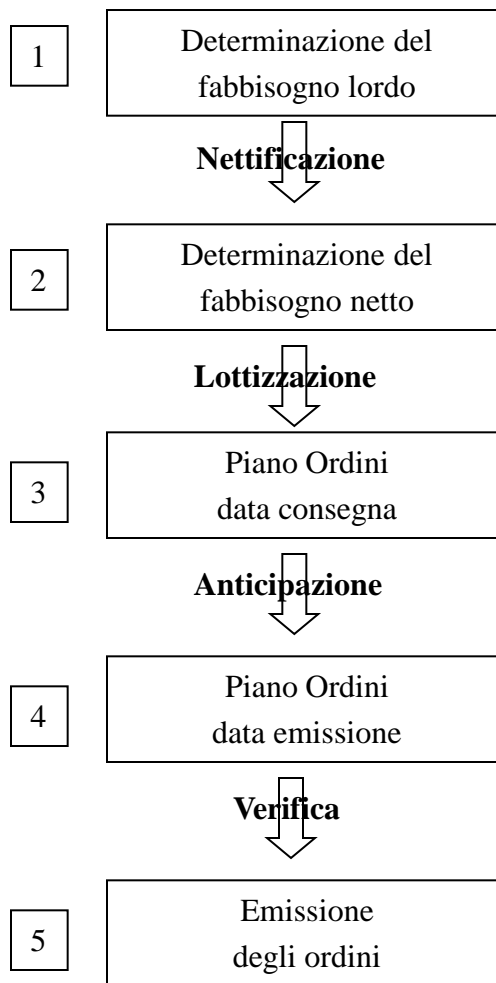 1
Determinazione del
fabbisogno lordo
Nettificazione
2
Determinazione del
fabbisogno netto
Lottizzazione
3
Piano Ordini
data consegna
Anticipazione
4
Piano Ordini
data emissione
Verifica
5
Emissione
degli ordini